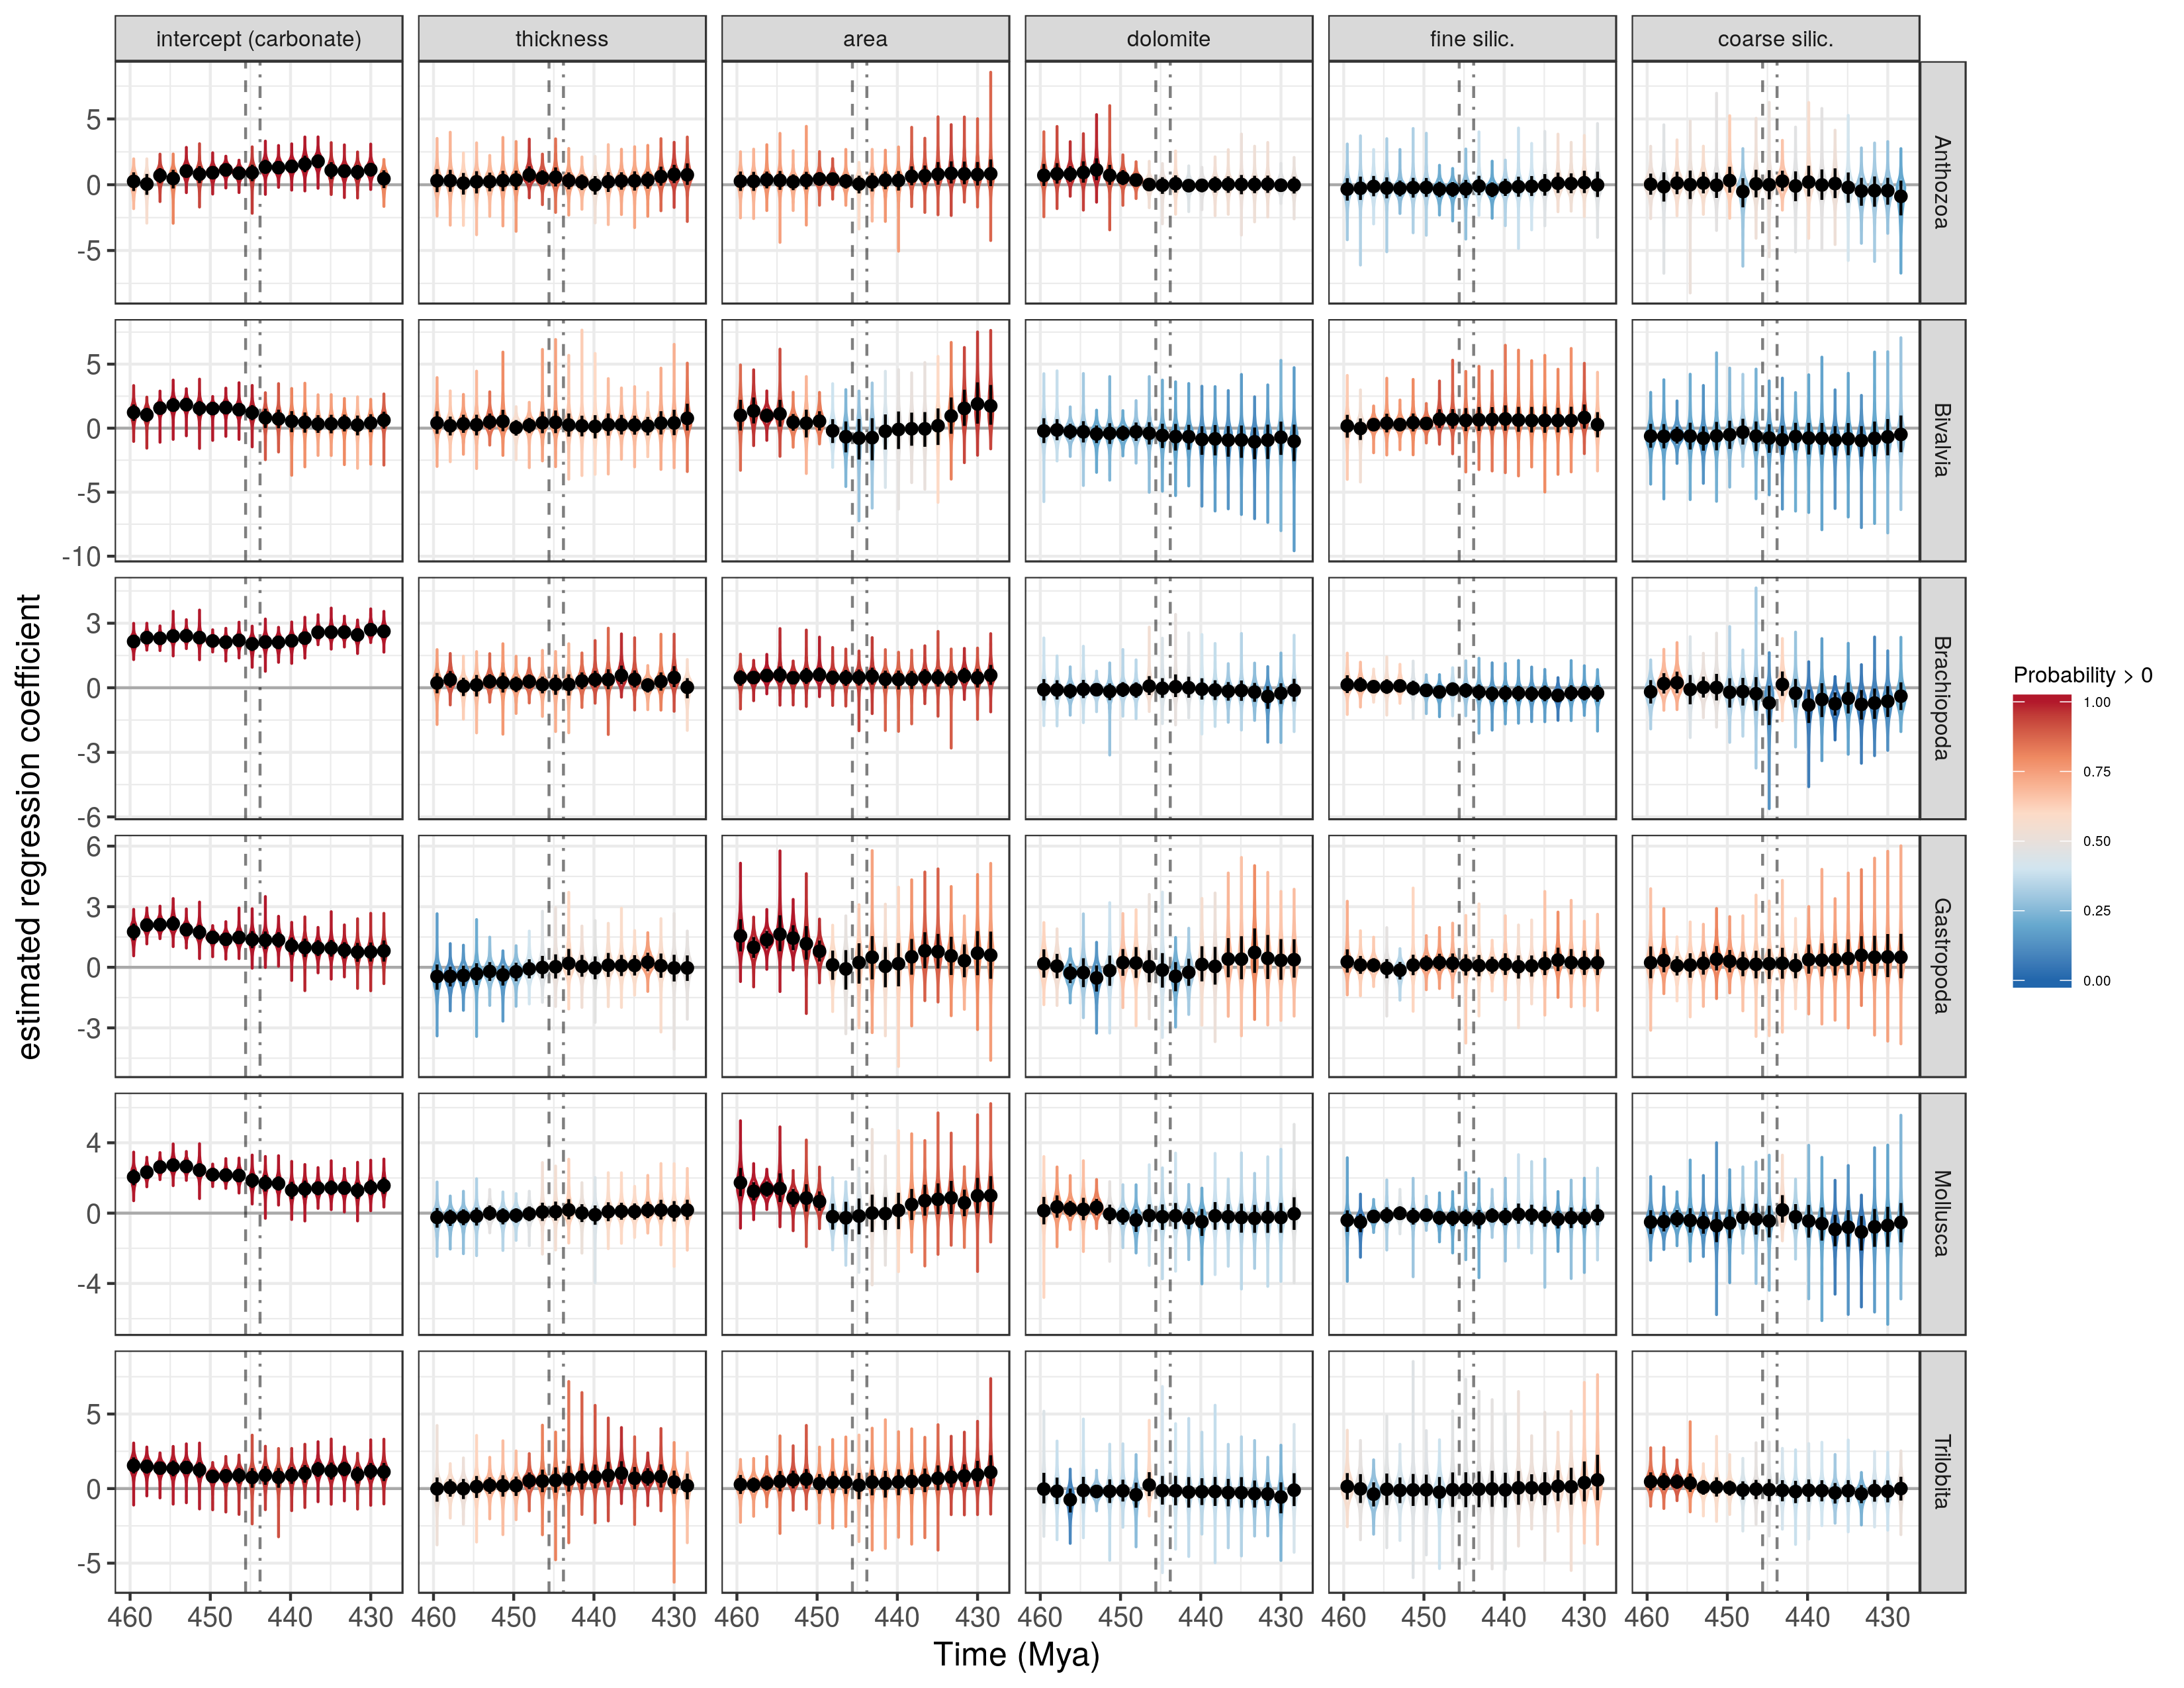 intercept (carbonate) thickness area dolomite fine silic. coarse silic.
5
0
-5
Anthozoa
5
0
-5
-10
Bivalvia
3
0
-3
-6
Brachiopoda
6
3
0
-3
Gastropoda
4
0
-4
Mollusca
5
0
-5
Trilobita
460 450 440 430 460 450 440 430 460 450 440 430 460 450 440 430 460 450 440 430 460 450 440 430
Time (Mya)
estimated regression coefficient
Probability > 0
1.00
0.75
0.50
0.25
0.00